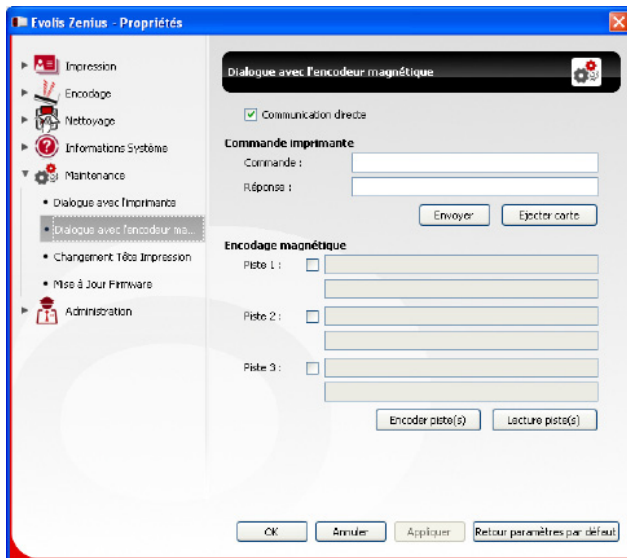 Evolis Zenius - Propriétés
Impression
Encodage
Nettoyage
Informations Système
Maintenance
Dialogue avec l'imprimante
Dialogue avec l'encodeur ma...
Changement Tête Impression
Mise à Jour Firmware
Administration
Dialogue avec l'encodeur magnétique
Communication directe
Commande imprimante
Commande :
Réponse :
Envoyer
Ejecter carte
Encodage magnétique
Piste 1 :
Piste 2 :
Piste 3 :
Encoder piste(s)
Lecture piste(s)
OK
Annuler
Appliquer
Retour paramètres par défaut